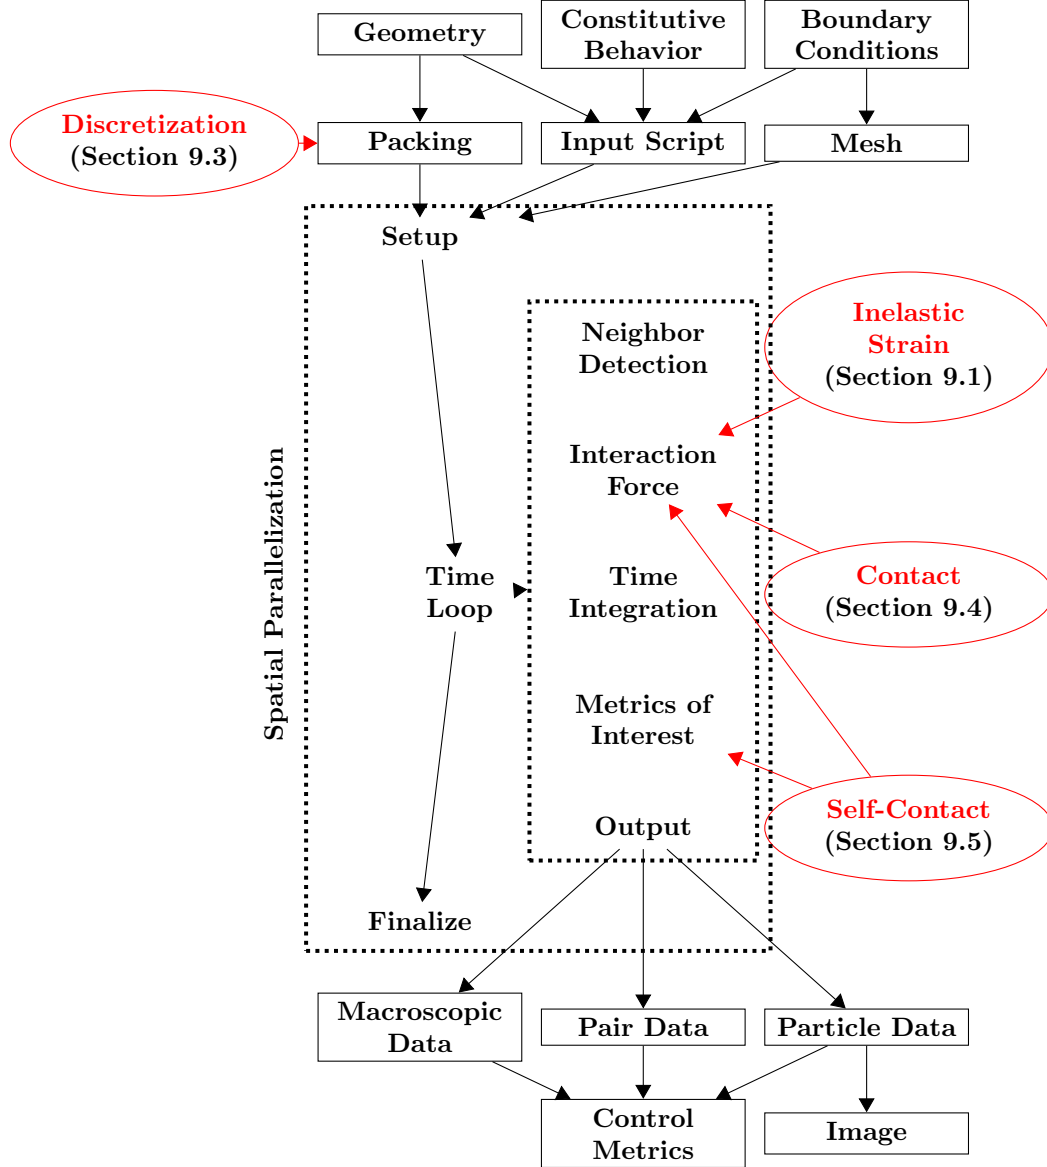 Geometry
Constitutive
Behavior
Boundary
Conditions
Discretization
(Section 9.3)
Packing
Input Script
Mesh
Setup
Spatial Parallelization
Time
Loop
Finalize
Neighbor
Detection
Interaction
Force
Time
Integration
Metrics of
Interest
Output
Inelastic
Strain
(Section 9.1)
Contact
(Section 9.4)
Self-Contact
(Section 9.5)
Macroscopic
Data
Pair Data
Particle Data
Control
Metrics
Image